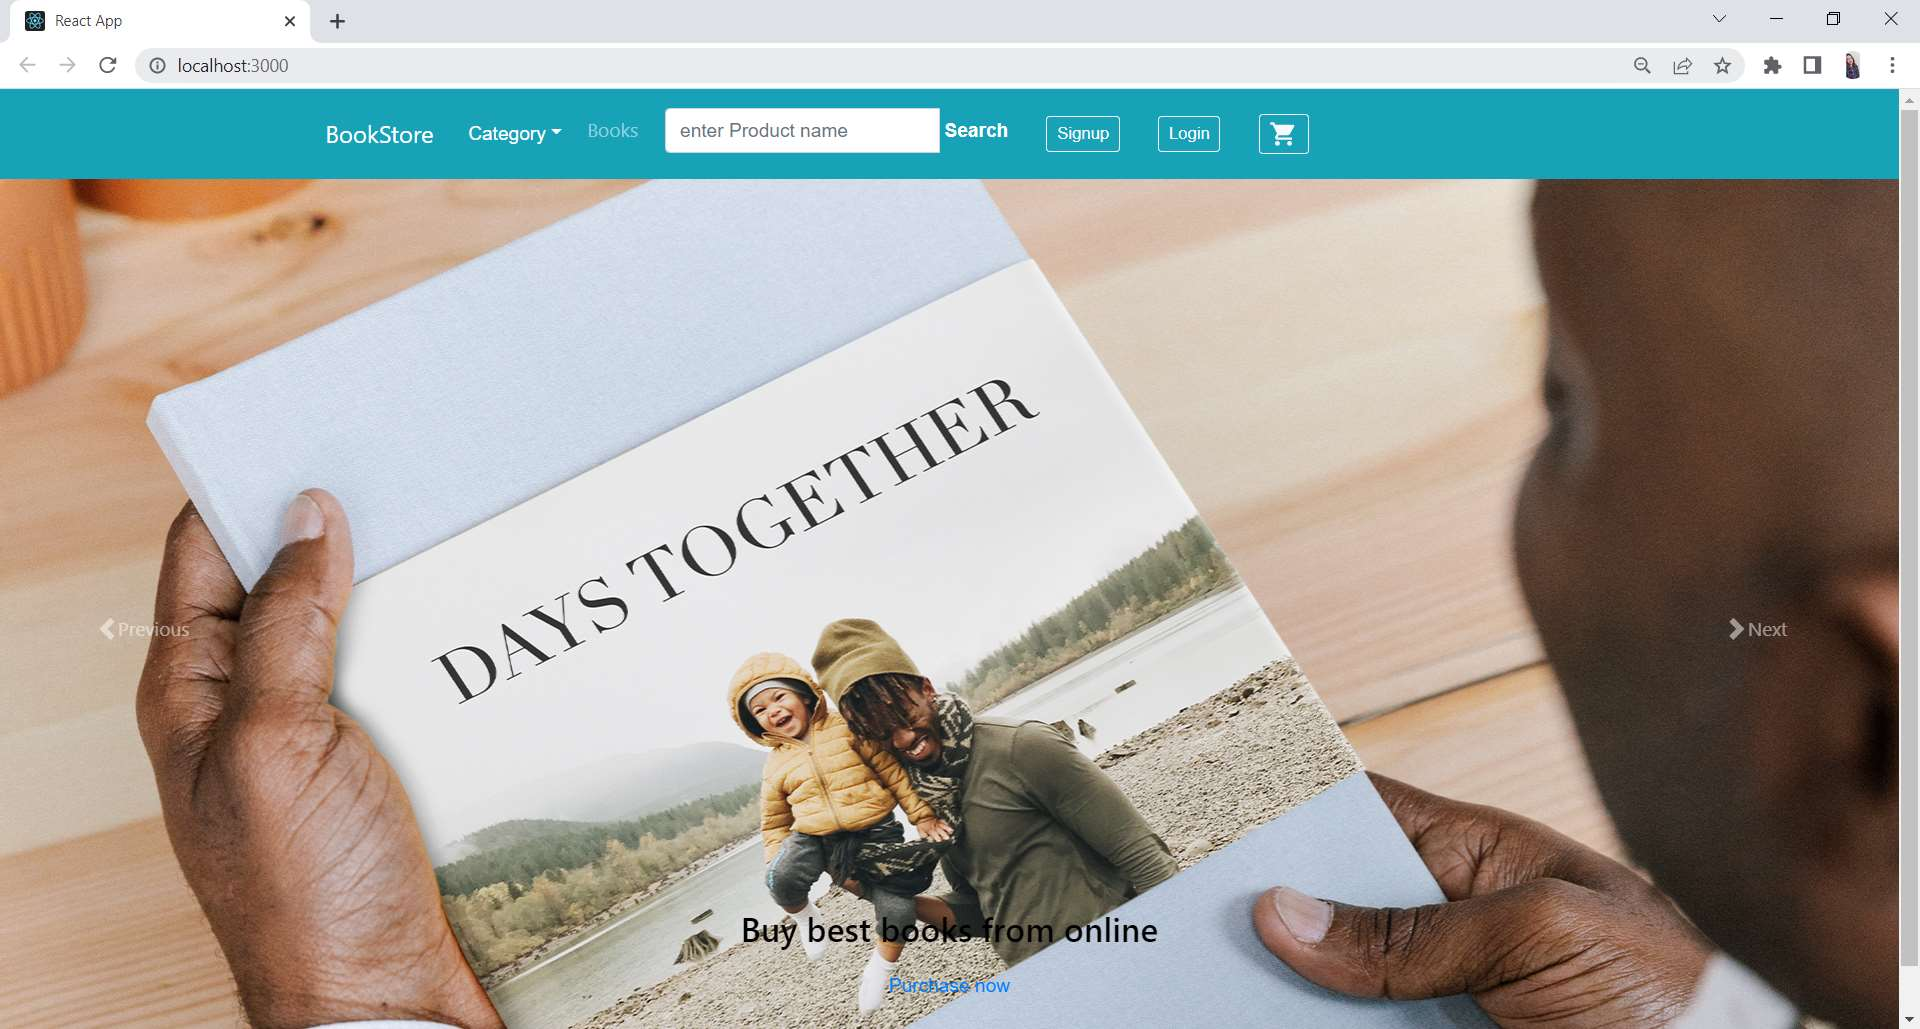 React App
localhost:3000
BookStore Category Books enter Product name Search Signup Login
DAYS TOGETHER
Previous Next
Buy best books from online
Purchase now